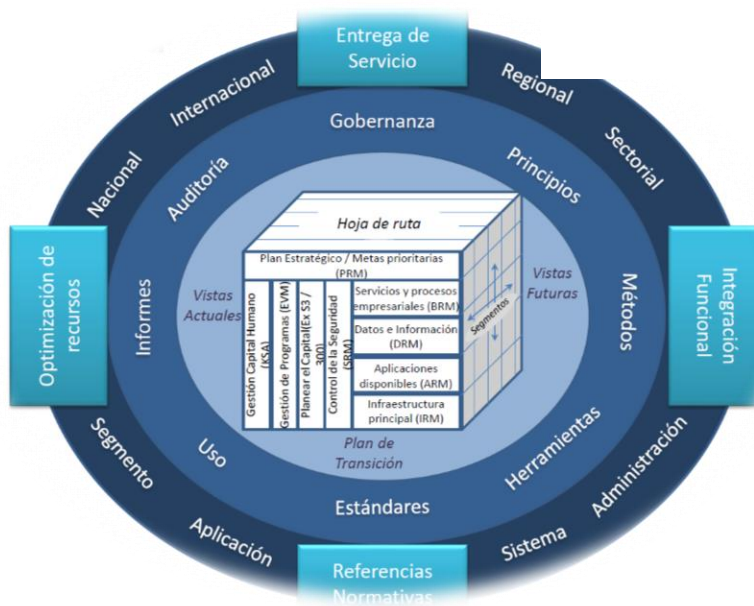 Entrega de
Servicio
Internacional
Regional
Nacional
Sectorial
Gobernanza
Auditoría
Principios
Hoja de ruta
Plan Estratégico / Metas prioritarias
(PRM)
Optimización de
recursos
Informes
Vistas
Actuales
Gestión Capital Humano
(KSA)
Gestión de Programas (EVM)
Planear el Capital(Ex S3 /
300)
Control de la Seguridad
(SRM)
Servicios y procesos
empresariales (BRM)
Datos e Información
(DRM)
Aplicaciones
disponibles (ARM)
Infraestructura
principal (IRM)
Segmentos
Vistas
Futuras
Métodos
Integración
Funcional
Plan de
Transición
Uso
Herramientas
Estándares
Segmento
Administración
Aplicación
Sistema
Referencias
Normativas